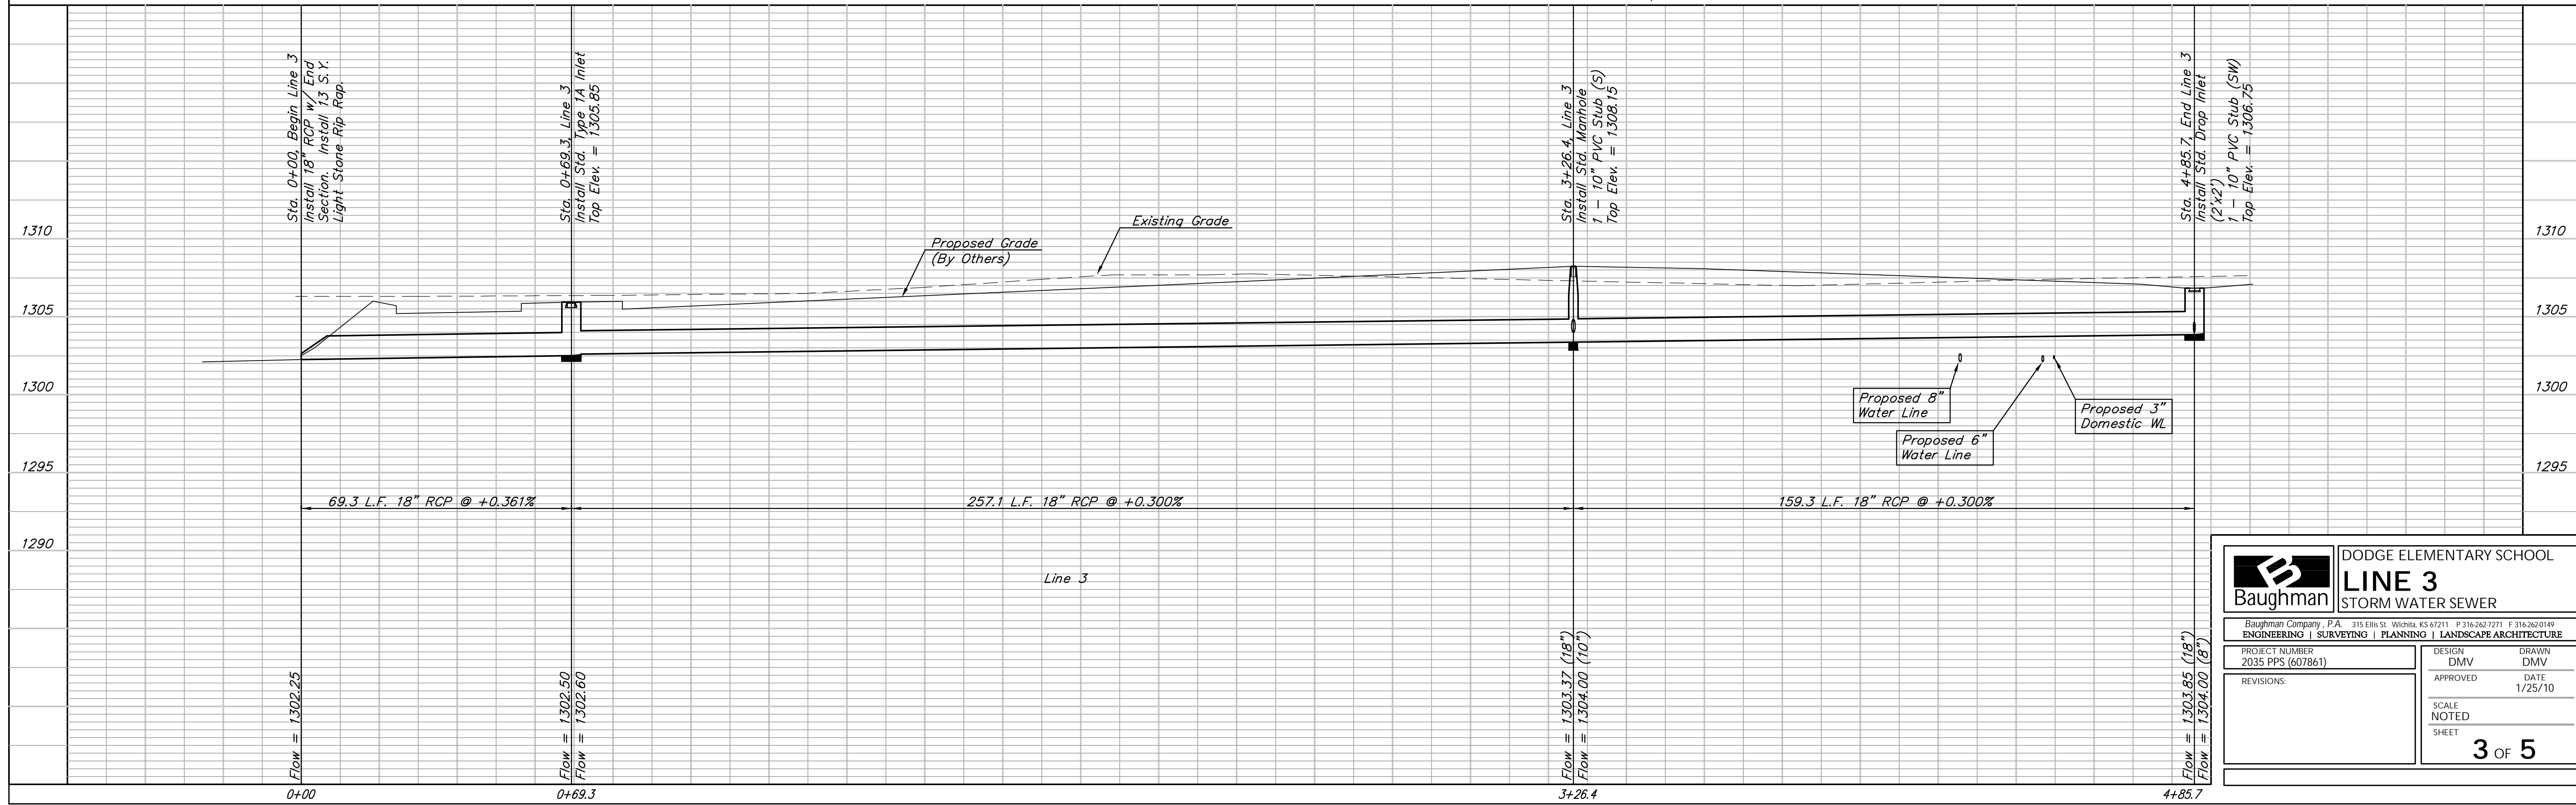 Sta. 0+00, Begin Line 3
Install 18" RCP w/ End
Section. Install 13 S.Y.
Light Stone Rip Rap.
Sta. 0+69.3, Line 3
Install Std. Type 1A Inlet
Top Elev. = 1305.85
Sta. 3+26.4, Line 3
Install Std. Manhole
1 - 10" PVC Stub (S)
Top Elev. = 1308.15
Sta. 4+85.7, End Line 3
Install Std. Drop Inlet
(2'x2')
1 - 10" PVC Stub (SW)
Top Elev. = 1306.75
1310
1305
1300
1295
1290
1310
1305
1300
1295
Existing Grade
Proposed Grade
(By Others)
Proposed 8"
Water Line
Proposed 6"
Water Line
Proposed 3"
Domestic WL
69.3 L.F. 18" RCP @ +0.361%
257.1 L.F. 18" RCP @ +0.300%
159.3 L.F. 18" RCP @ +0.300%
Line 3
Flow = 1302.25
Flow = 1302.50
Flow = 1302.60
Flow = 1303.37 (18")
Flow = 1304.00 (10")
Flow = 1303.85 (18")
Flow = 1304.00 (8")
0+00
0+69.3
3+26.4
4+85.7
Baughman
DODGE ELEMENTARY SCHOOL
LINE 3
STORM WATER SEWER
Baughman Company, P.A. 315 Ellis St. Wichita, KS 67211 P 316-262-7271 F 316-262-0149
ENGINEERING | SURVEYING | PLANNING | LANDSCAPE ARCHITECTURE
PROJECT NUMBER
2035 PPS (607861)
REVISIONS:
DESIGN
DMV
DRAWN
DMV
APPROVED
DATE
1/25/10
SCALE
NOTED
SHEET
3 OF 5